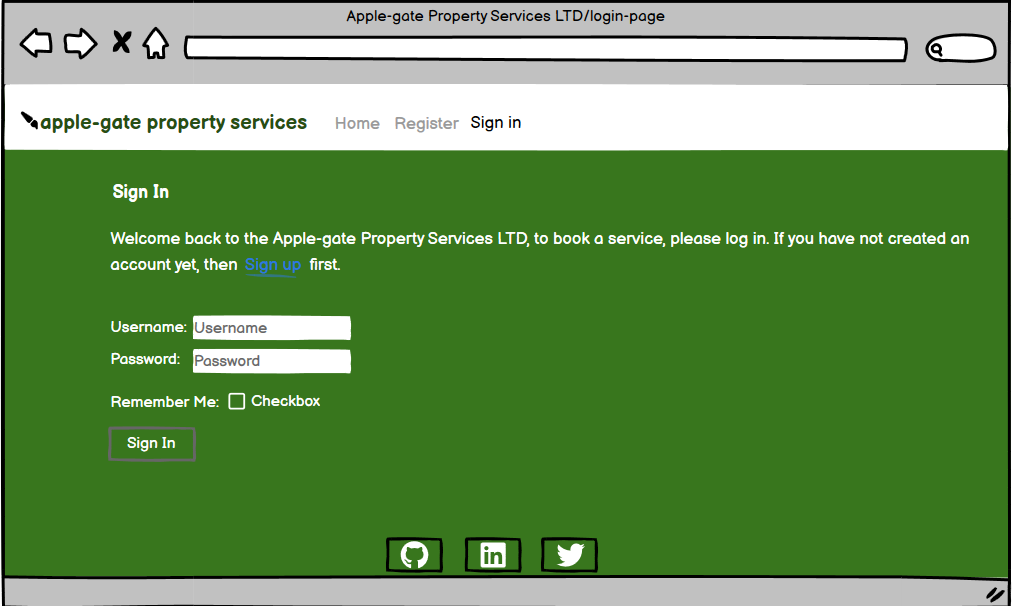 Apple-gate Property Services LTD/login-page
apple-gate property services Home Register Sign in
Sign In
Welcome back to the Apple-gate Property Services LTD, to book a service, please log in. If you have not created an
account yet, then Sign up first.
Username: Username
Password: Password
Remember Me: Checkbox
Sign In
in